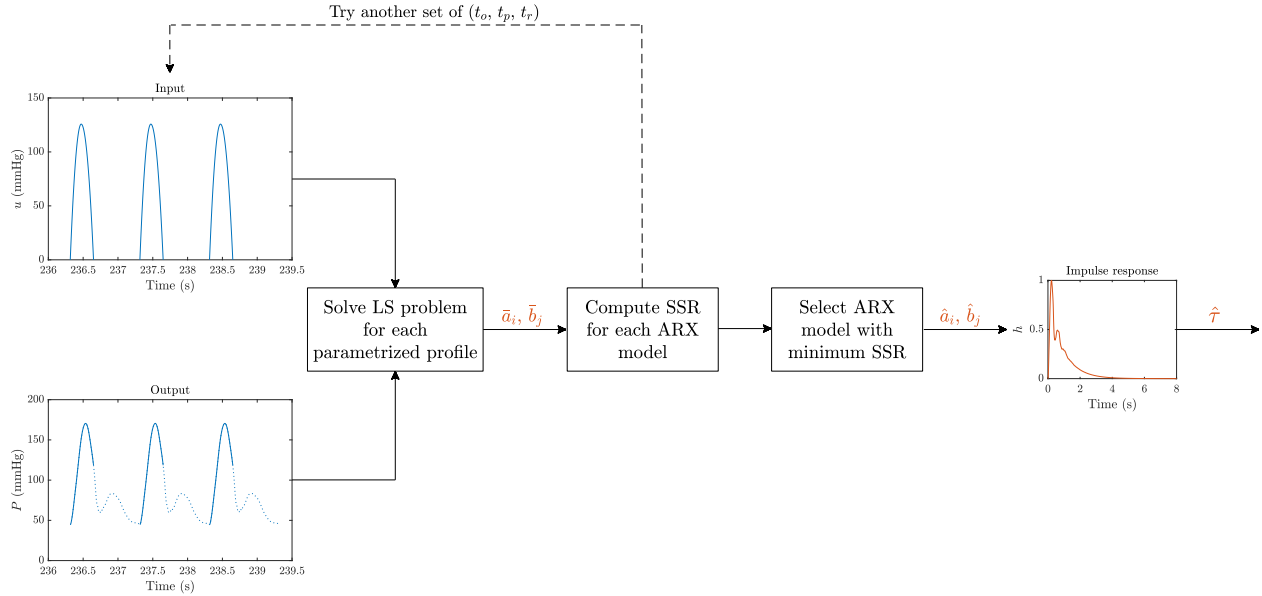 Try another set of (t_o, t_p, t_r)
Input
150
100
50
0
u (mmHg)
236 236.5 237 237.5 238 238.5 239 239.5
Time (s)
Solve LS problem
for each
parametrized profile
ā_i, b̄_j
Compute SSR
for each ARX
model
Select ARX
model with
minimum SSR
â_i, b̂_j
Impulse response
1
0.5
0
h
0 2 4 6 8
Time (s)
τ̂
Output
200
150
100
50
0
P (mmHg)
236 236.5 237 237.5 238 238.5 239 239.5
Time (s)